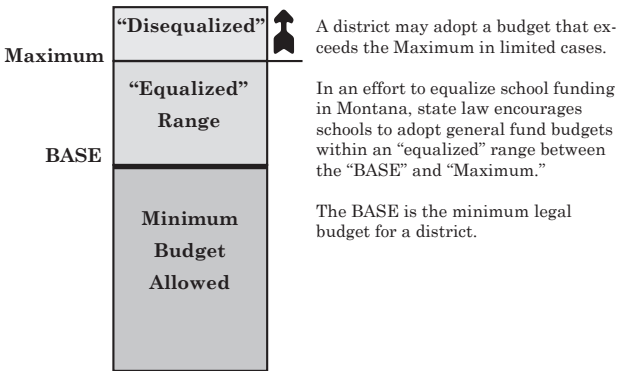 “Disequalized”
Maximum
“Equalized”
Range
BASE
Minimum
Budget
Allowed
A district may adopt a budget that ex-
ceeds the Maximum in limited cases.
In an effort to equalize school funding
in Montana, state law encourages
schools to adopt general fund budgets
within an “equalized” range between
the “BASE” and “Maximum.”
The BASE is the minimum legal
budget for a district.